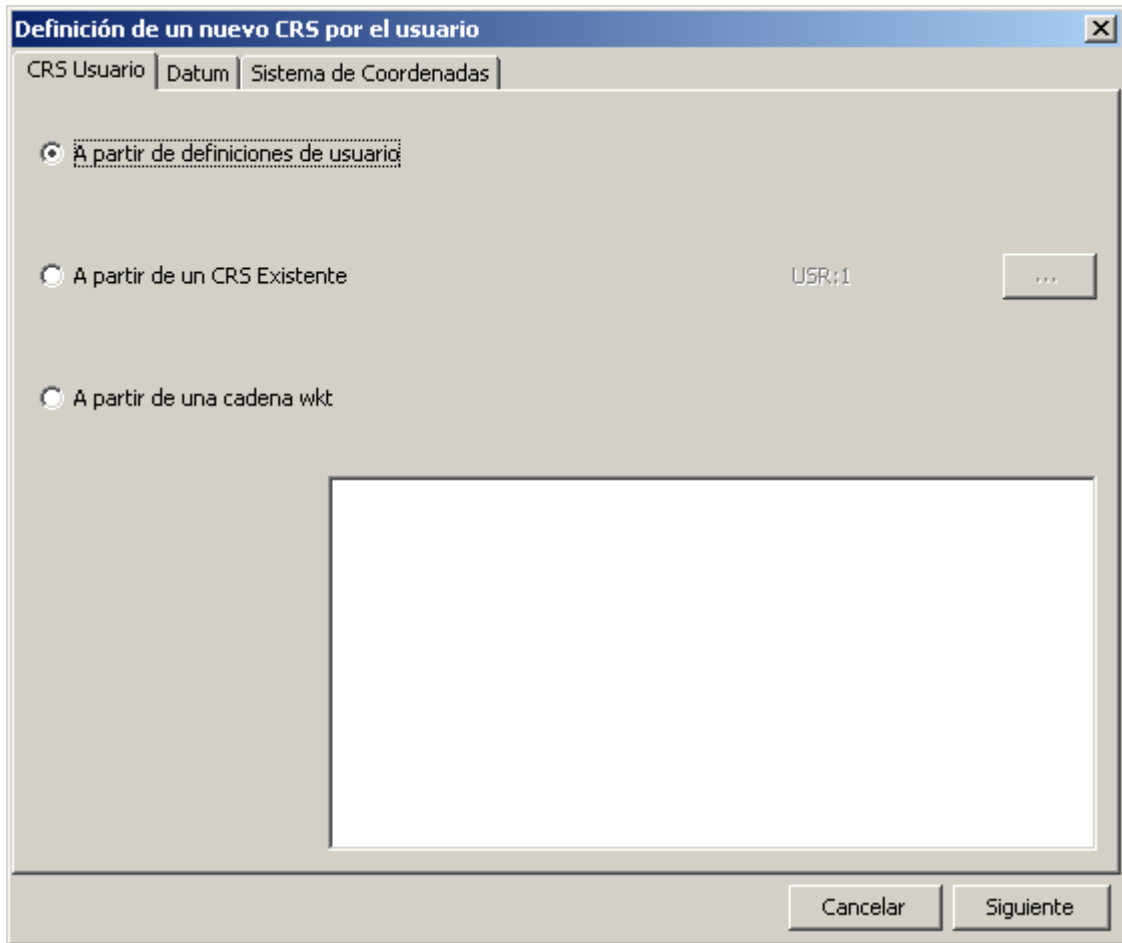 Definición de un nuevo CRS por el usuario
CRS Usuario Datum Sistema de Coordenadas
A partir de definiciones de usuario
A partir de un CRS Existente USR:1 ...
A partir de una cadena wkt
Cancelar Siguiente